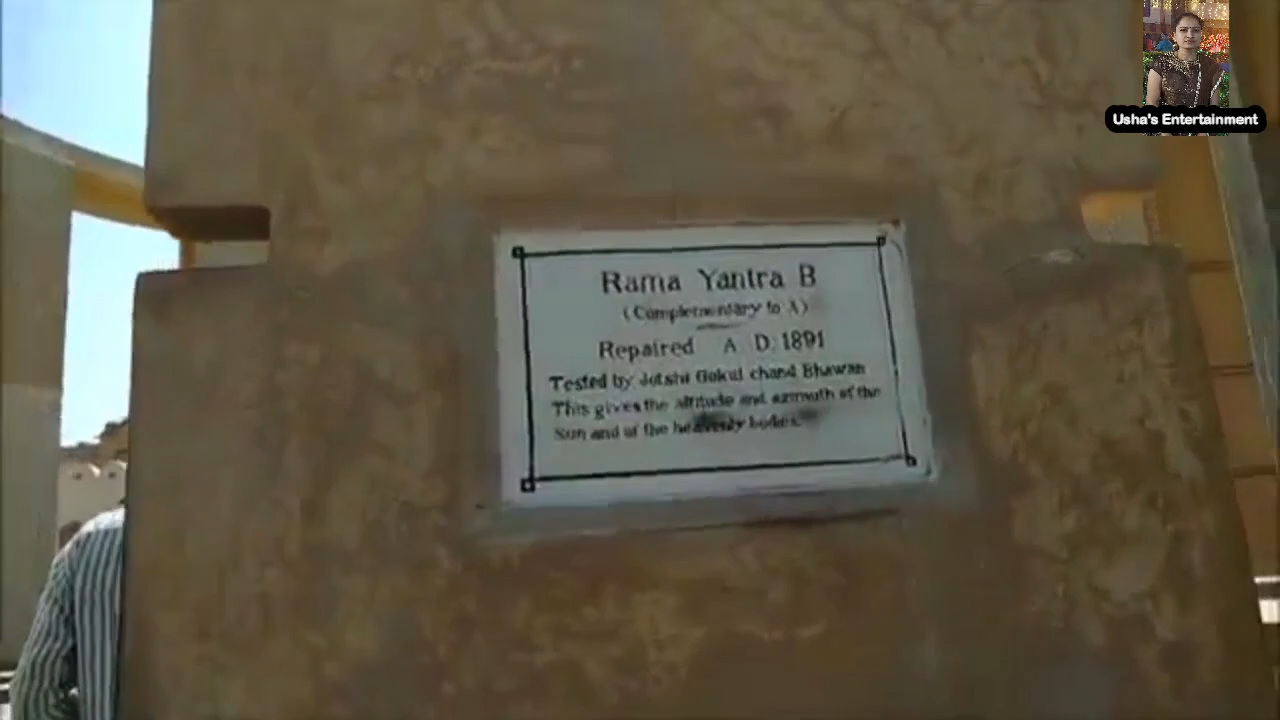 Usha's Entertainment
Rama Yantra B
(Complementary to A)
Repaired A. D. 1891
Tested by Jotshi Gokul chand Bhawan
This gives the altitude and azimuth of the
Sun and of the heavenly bodies.